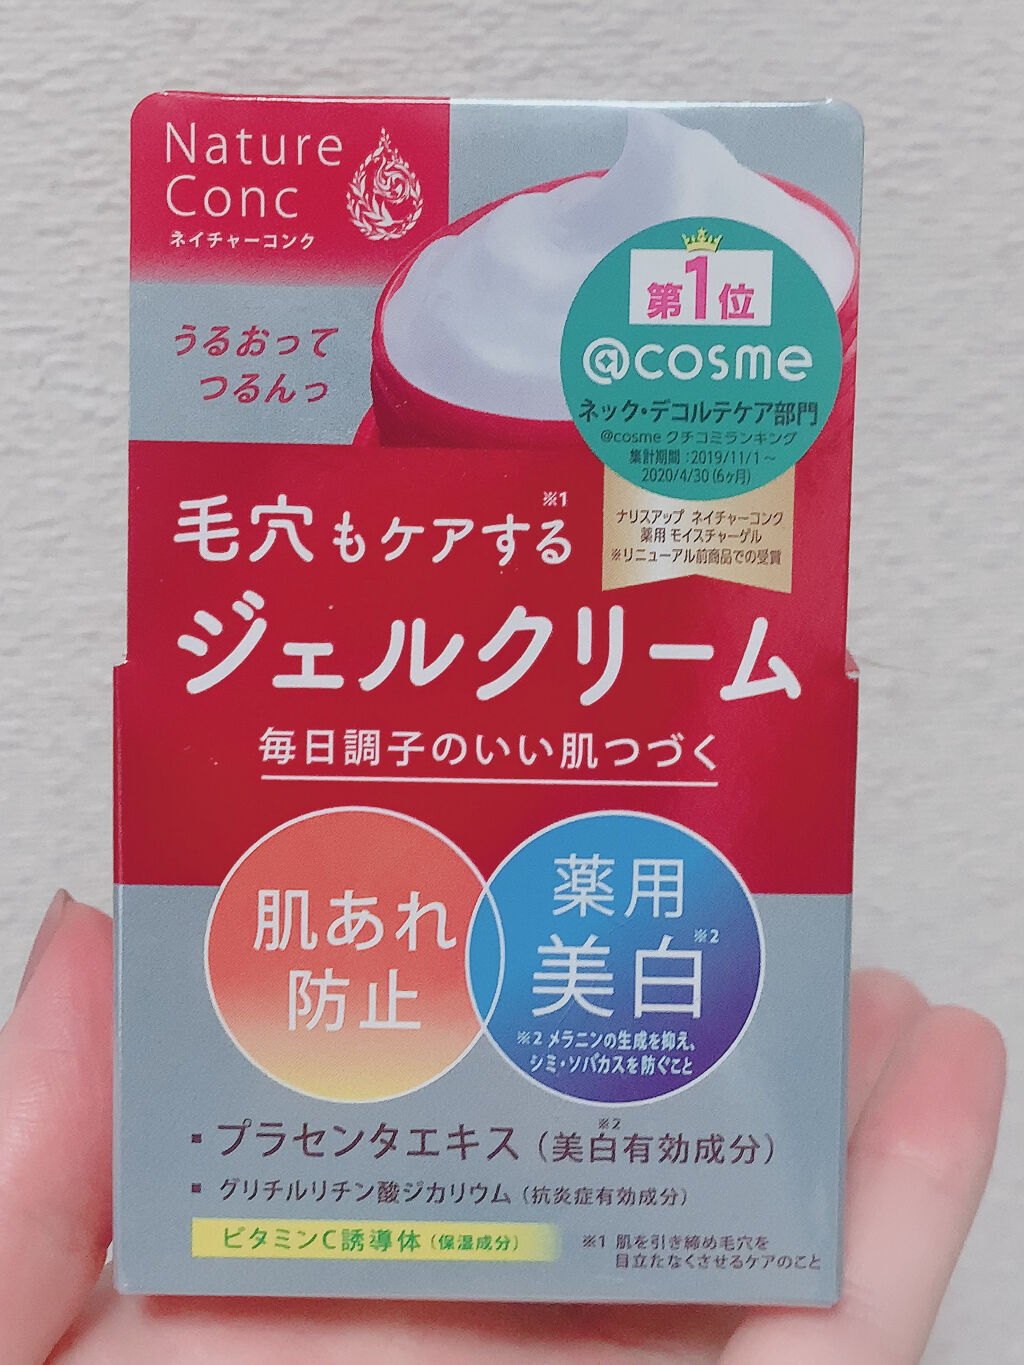 Nature
Conc
ネイチャーコンク
うるおって
つるんっ
第1位
@cosme
ネック・デコルテケア部門
@cosme クチコミランキング
集計期間:2019/11/1~
2020/4/30(6ヶ月)
ナリスアップ ネイチャーコンク
薬用 モイスチャーゲル
※リニューアル前商品での受賞
毛穴もケアする※1
ジェルクリーム
毎日調子のいい肌つづく
肌あれ
防止
薬用
美白※2
※2 メラニンの生成を抑え、
シミ・ソバカスを防ぐこと
▪ プラセンタエキス(美白※2有効成分)
▪ グリチルリチン酸ジカリウム(抗炎症有効成分)
ビタミンC誘導体(保湿成分)
※1 肌を引き締め毛穴を
目立たなくさせるケアのこと